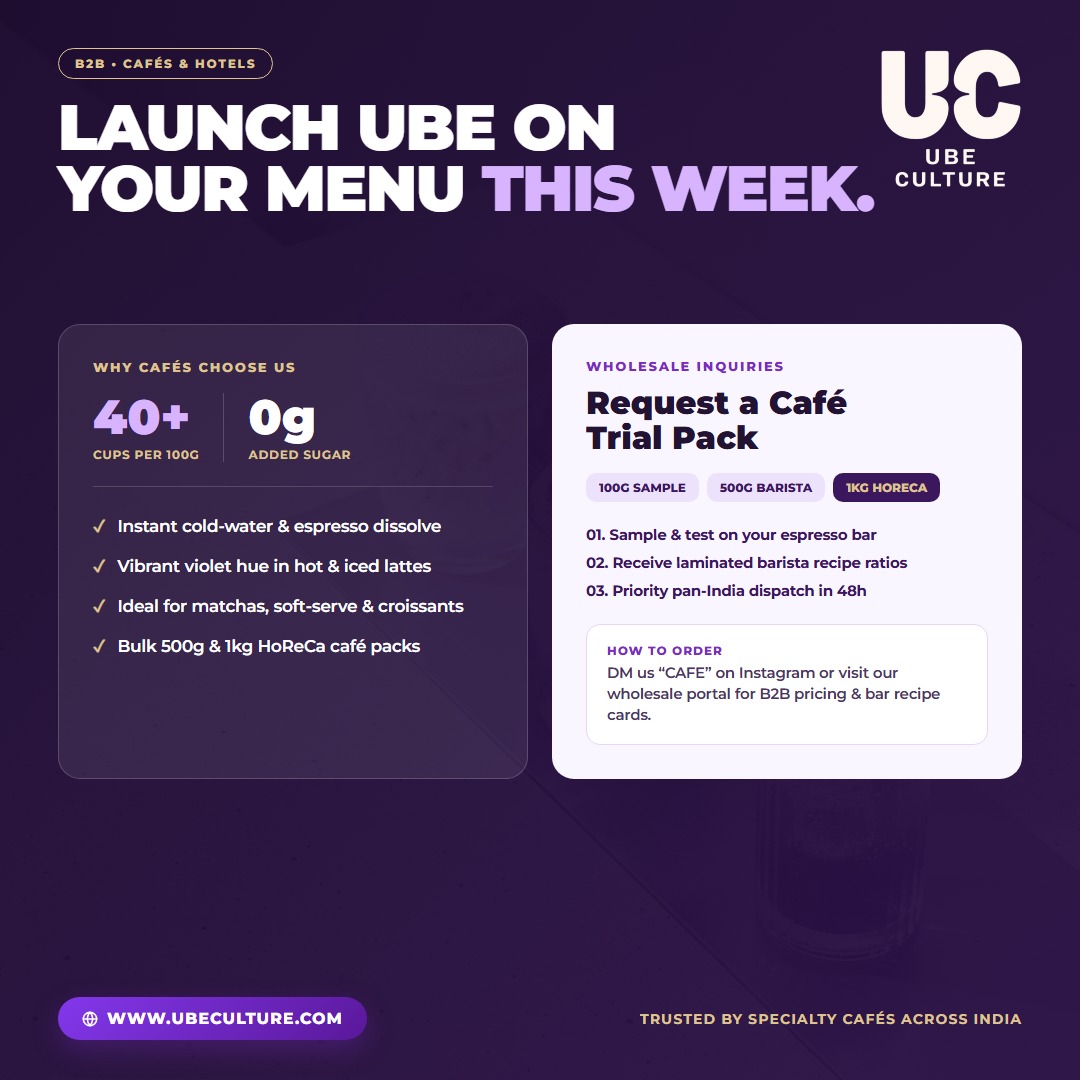 B2B • CAFÉS & HOTELS
LAUNCH UBE ON
YOUR MENU THIS WEEK.
UC
UBE
CULTURE
WHY CAFÉS CHOOSE US
40+
CUPS PER 100G
0g
ADDED SUGAR
✓ Instant cold-water & espresso dissolve
✓ Vibrant violet hue in hot & iced lattes
✓ Ideal for matchas, soft-serve & croissants
✓ Bulk 500g & 1kg HoReCa café packs
WHOLESALE INQUIRIES
Request a Café
Trial Pack
100G SAMPLE
500G BARISTA
1KG HORECA
01. Sample & test on your espresso bar
02. Receive laminated barista recipe ratios
03. Priority pan-India dispatch in 48h
HOW TO ORDER
DM us “CAFE” on Instagram or visit our
wholesale portal for B2B pricing & bar recipe
cards.
WWW.UBECULTURE.COM
TRUSTED BY SPECIALTY CAFÉS ACROSS INDIA